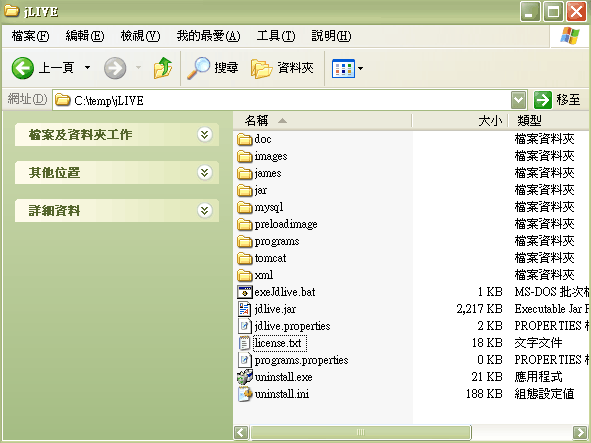 jLIVE
檔案(F) 編輯(E) 檢視(V) 我的最愛(A) 工具(T) 說明(H)
上一頁 搜尋 資料夾
網址(D) C:\temp\jLIVE 移至
檔案及資料夾工作
其他位置
詳細資料
名稱 大小 類型
doc 檔案資料夾
images 檔案資料夾
james 檔案資料夾
jar 檔案資料夾
mysql 檔案資料夾
preloadimage 檔案資料夾
programs 檔案資料夾
tomcat 檔案資料夾
xml 檔案資料夾
exeJdlive.bat 1 KB MS-DOS 批次
jdlive.jar 2,217 KB Executable Jar
jdlive.properties 2 KB PROPERTIES
license.txt 18 KB 文字文件
programs.properties 0 KB PROPERTIES
uninstall.exe 21 KB 應用程式
uninstall.ini 188 KB 組態設定值